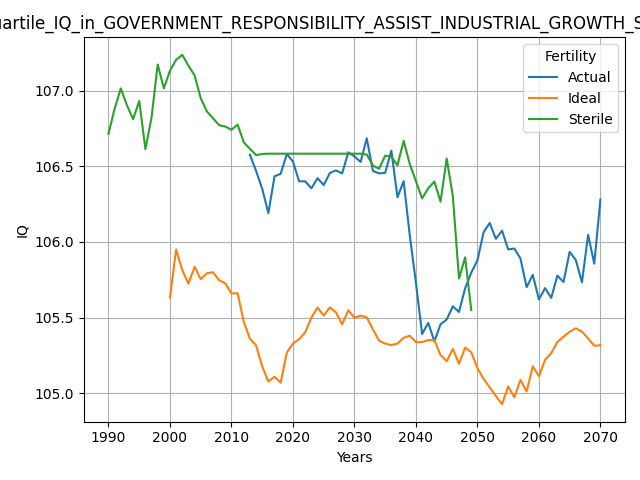 uartile_IQ_in_GOVERNMENT_RESPONSIBILITY_ASSIST_INDUSTRIAL_GROWTH_S
Fertility
Actual
Ideal
Sterile
107.0
106.5
106.0
105.5
105.0
IQ
1990 2000 2010 2020 2030 2040 2050 2060 2070
Years